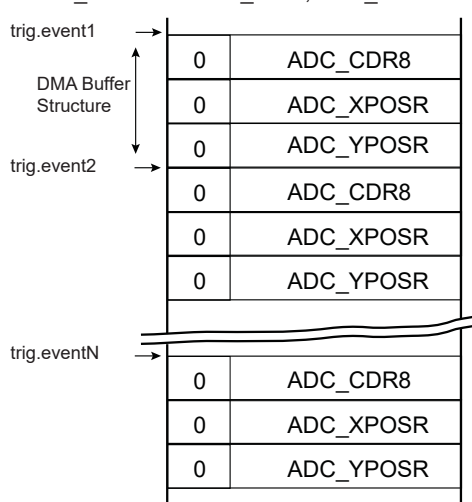 trig.event1
0 ADC_CDR8
DMA Buffer
Structure
0 ADC_XPOSR
0 ADC_YPOSR
trig.event2
0 ADC_CDR8
0 ADC_XPOSR
0 ADC_YPOSR
trig.eventN
0 ADC_CDR8
0 ADC_XPOSR
0 ADC_YPOSR